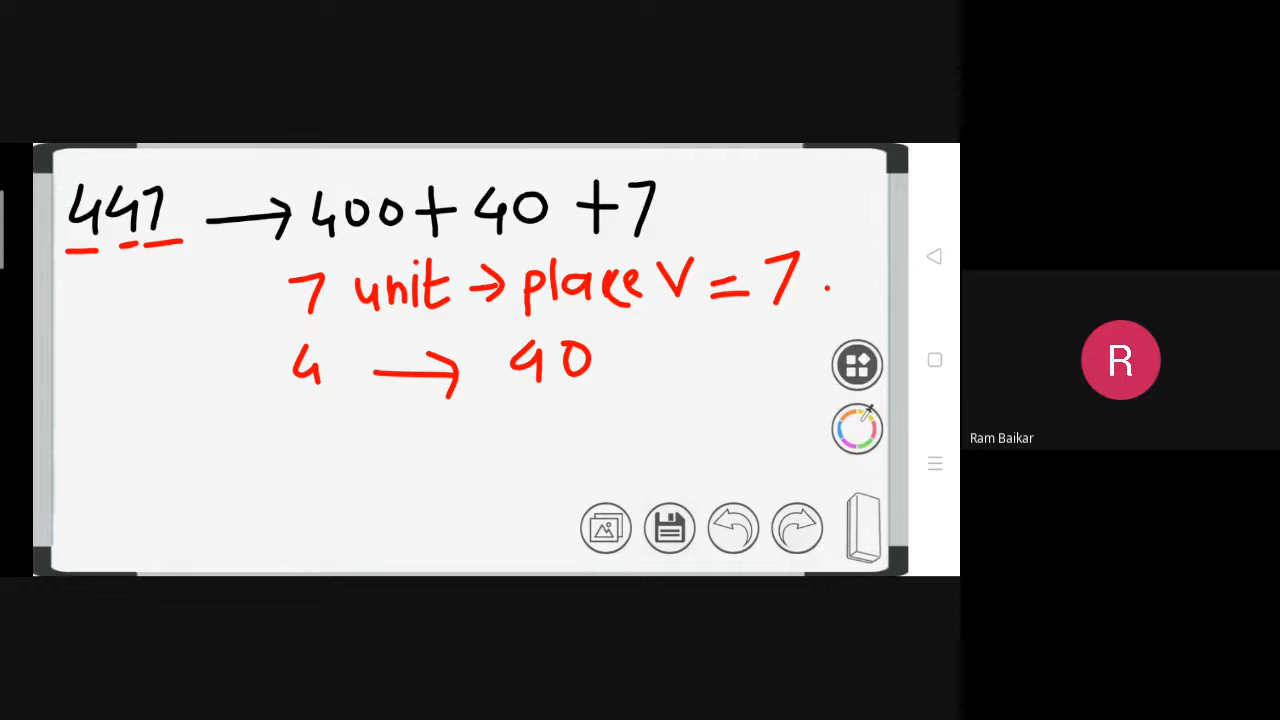 447 → 400 + 40 + 7
7 unit → place V = 7.
4 → 40
R
Ram Baikar